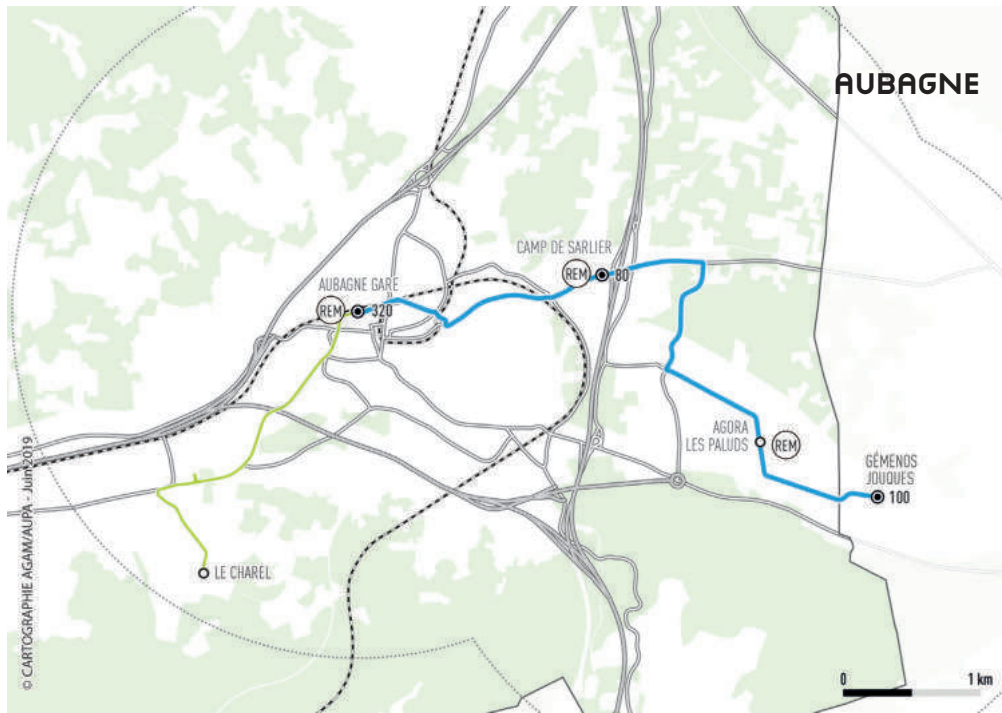 AUBAGNE
CAMP DE SARLIER
REM
80
AUBAGNE GARE
REM
320
AGORA
LES PALUDS
REM
GÉMENOS
JOUQUES
100
LE CHAREL
© CARTOGRAPHIE AGAM/AUPA - Juin 2019
0
1 km